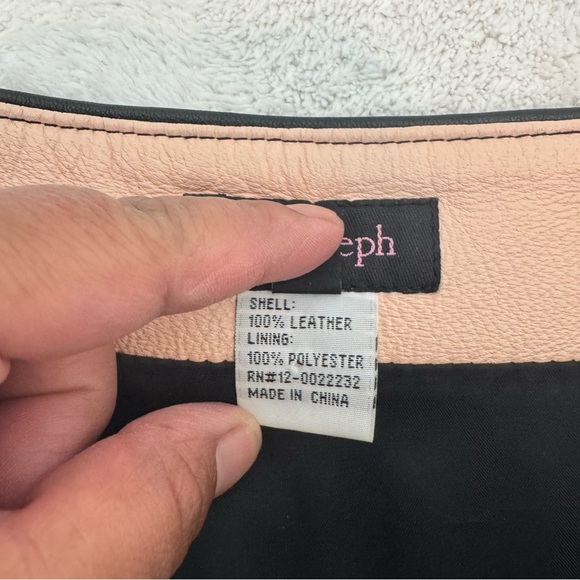 eph
SHELL:
100% LEATHER
LINING:
100% POLYESTER
RN#12-0022232
MADE IN CHINA